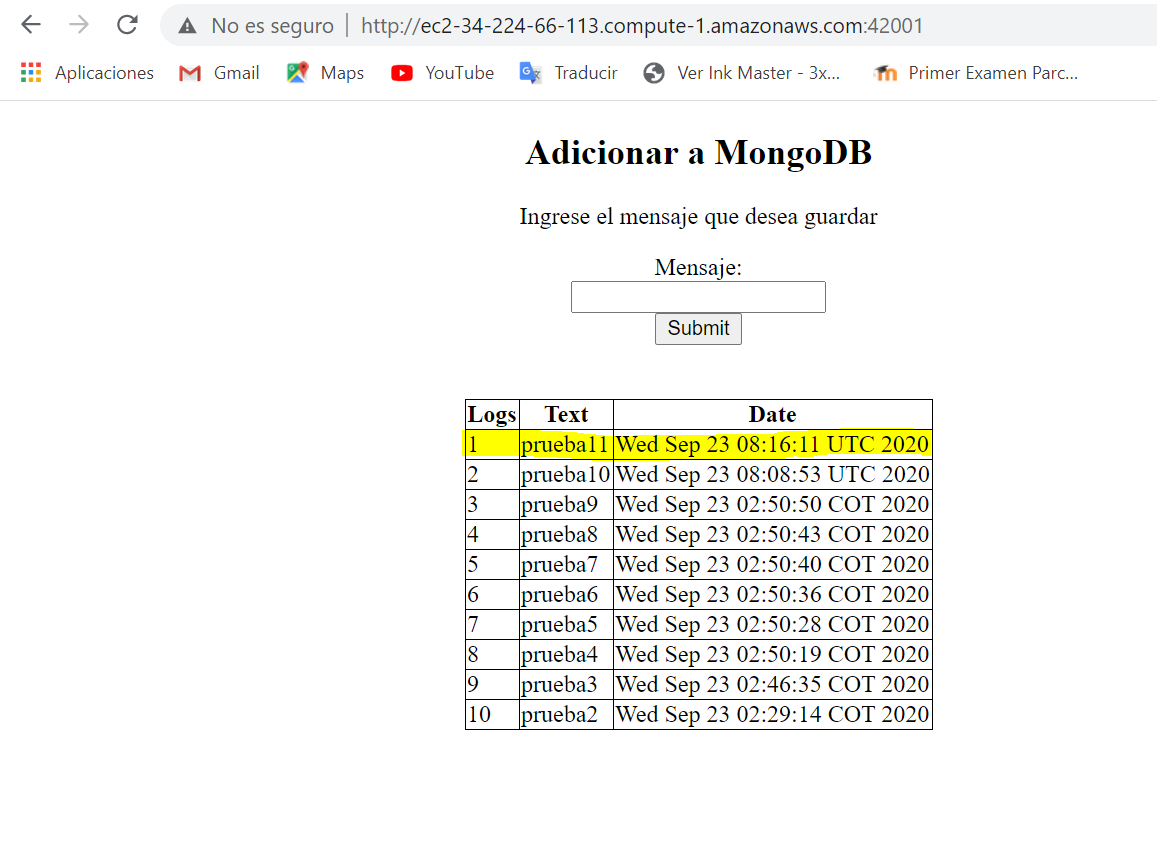 No es seguro | http://ec2-34-224-66-113.compute-1.amazonaws.com:42001
Aplicaciones Gmail Maps YouTube Traducir Ver Ink Master - 3x... Primer Examen Parc...
Adicionar a MongoDB
Ingrese el mensaje que desea guardar
Mensaje:
Submit
Logs Text Date
1 prueba11 Wed Sep 23 08:16:11 UTC 2020
2 prueba10 Wed Sep 23 08:08:53 UTC 2020
3 prueba9 Wed Sep 23 02:50:50 COT 2020
4 prueba8 Wed Sep 23 02:50:43 COT 2020
5 prueba7 Wed Sep 23 02:50:40 COT 2020
6 prueba6 Wed Sep 23 02:50:36 COT 2020
7 prueba5 Wed Sep 23 02:50:28 COT 2020
8 prueba4 Wed Sep 23 02:50:19 COT 2020
9 prueba3 Wed Sep 23 02:46:35 COT 2020
10 prueba2 Wed Sep 23 02:29:14 COT 2020